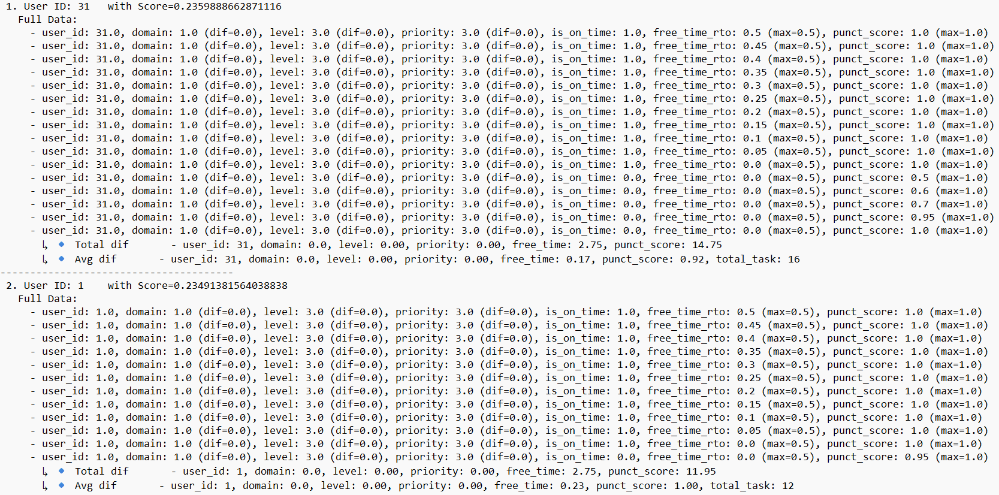 1. User ID: 31   with Score=0.2359888662871116
Full Data:
- user_id: 31.0, domain: 1.0 (dif=0.0), level: 3.0 (dif=0.0), priority: 3.0 (dif=0.0), is_on_time: 1.0, free_time_rto: 0.5 (max=0.5), punct_score: 1.0 (max=1.0)
- user_id: 31.0, domain: 1.0 (dif=0.0), level: 3.0 (dif=0.0), priority: 3.0 (dif=0.0), is_on_time: 1.0, free_time_rto: 0.45 (max=0.5), punct_score: 1.0 (max=1.0)
- user_id: 31.0, domain: 1.0 (dif=0.0), level: 3.0 (dif=0.0), priority: 3.0 (dif=0.0), is_on_time: 1.0, free_time_rto: 0.4 (max=0.5), punct_score: 1.0 (max=1.0)
- user_id: 31.0, domain: 1.0 (dif=0.0), level: 3.0 (dif=0.0), priority: 3.0 (dif=0.0), is_on_time: 1.0, free_time_rto: 0.35 (max=0.5), punct_score: 1.0 (max=1.0)
- user_id: 31.0, domain: 1.0 (dif=0.0), level: 3.0 (dif=0.0), priority: 3.0 (dif=0.0), is_on_time: 1.0, free_time_rto: 0.3 (max=0.5), punct_score: 1.0 (max=1.0)
- user_id: 31.0, domain: 1.0 (dif=0.0), level: 3.0 (dif=0.0), priority: 3.0 (dif=0.0), is_on_time: 1.0, free_time_rto: 0.25 (max=0.5), punct_score: 1.0 (max=1.0)
- user_id: 31.0, domain: 1.0 (dif=0.0), level: 3.0 (dif=0.0), priority: 3.0 (dif=0.0), is_on_time: 1.0, free_time_rto: 0.2 (max=0.5), punct_score: 1.0 (max=1.0)
- user_id: 31.0, domain: 1.0 (dif=0.0), level: 3.0 (dif=0.0), priority: 3.0 (dif=0.0), is_on_time: 1.0, free_time_rto: 0.15 (max=0.5), punct_score: 1.0 (max=1.0)
- user_id: 31.0, domain: 1.0 (dif=0.0), level: 3.0 (dif=0.0), priority: 3.0 (dif=0.0), is_on_time: 1.0, free_time_rto: 0.1 (max=0.5), punct_score: 1.0 (max=1.0)
- user_id: 31.0, domain: 1.0 (dif=0.0), level: 3.0 (dif=0.0), priority: 3.0 (dif=0.0), is_on_time: 1.0, free_time_rto: 0.05 (max=0.5), punct_score: 1.0 (max=1.0)
- user_id: 31.0, domain: 1.0 (dif=0.0), level: 3.0 (dif=0.0), priority: 3.0 (dif=0.0), is_on_time: 1.0, free_time_rto: 0.0 (max=0.5), punct_score: 1.0 (max=1.0)
- user_id: 31.0, domain: 1.0 (dif=0.0), level: 3.0 (dif=0.0), priority: 3.0 (dif=0.0), is_on_time: 0.0, free_time_rto: 0.0 (max=0.5), punct_score: 0.5 (max=1.0)
- user_id: 31.0, domain: 1.0 (dif=0.0), level: 3.0 (dif=0.0), priority: 3.0 (dif=0.0), is_on_time: 0.0, free_time_rto: 0.0 (max=0.5), punct_score: 0.6 (max=1.0)
- user_id: 31.0, domain: 1.0 (dif=0.0), level: 3.0 (dif=0.0), priority: 3.0 (dif=0.0), is_on_time: 0.0, free_time_rto: 0.0 (max=0.5), punct_score: 0.7 (max=1.0)
- user_id: 31.0, domain: 1.0 (dif=0.0), level: 3.0 (dif=0.0), priority: 3.0 (dif=0.0), is_on_time: 0.0, free_time_rto: 0.0 (max=0.5), punct_score: 0.95 (max=1.0)
- user_id: 31.0, domain: 1.0 (dif=0.0), level: 3.0 (dif=0.0), priority: 3.0 (dif=0.0), is_on_time: 0.0, free_time_rto: 0.0 (max=0.5), punct_score: 1.0 (max=1.0)
↳ 🔹 Total dif       - user_id: 31, domain: 0.0, level: 0.00, priority: 0.00, free_time: 2.75, punct_score: 14.75
↳ 🔹 Avg dif       - user_id: 31, domain: 0.0, level: 0.00, priority: 0.00, free_time: 0.17, punct_score: 0.92, total_task: 16
---------------------------------------
2. User ID: 1    with Score=0.23491381564038838
Full Data:
- user_id: 1.0, domain: 1.0 (dif=0.0), level: 3.0 (dif=0.0), priority: 3.0 (dif=0.0), is_on_time: 1.0, free_time_rto: 0.5 (max=0.5), punct_score: 1.0 (max=1.0)
- user_id: 1.0, domain: 1.0 (dif=0.0), level: 3.0 (dif=0.0), priority: 3.0 (dif=0.0), is_on_time: 1.0, free_time_rto: 0.45 (max=0.5), punct_score: 1.0 (max=1.0)
- user_id: 1.0, domain: 1.0 (dif=0.0), level: 3.0 (dif=0.0), priority: 3.0 (dif=0.0), is_on_time: 1.0, free_time_rto: 0.4 (max=0.5), punct_score: 1.0 (max=1.0)
- user_id: 1.0, domain: 1.0 (dif=0.0), level: 3.0 (dif=0.0), priority: 3.0 (dif=0.0), is_on_time: 1.0, free_time_rto: 0.35 (max=0.5), punct_score: 1.0 (max=1.0)
- user_id: 1.0, domain: 1.0 (dif=0.0), level: 3.0 (dif=0.0), priority: 3.0 (dif=0.0), is_on_time: 1.0, free_time_rto: 0.3 (max=0.5), punct_score: 1.0 (max=1.0)
- user_id: 1.0, domain: 1.0 (dif=0.0), level: 3.0 (dif=0.0), priority: 3.0 (dif=0.0), is_on_time: 1.0, free_time_rto: 0.25 (max=0.5), punct_score: 1.0 (max=1.0)
- user_id: 1.0, domain: 1.0 (dif=0.0), level: 3.0 (dif=0.0), priority: 3.0 (dif=0.0), is_on_time: 1.0, free_time_rto: 0.2 (max=0.5), punct_score: 1.0 (max=1.0)
- user_id: 1.0, domain: 1.0 (dif=0.0), level: 3.0 (dif=0.0), priority: 3.0 (dif=0.0), is_on_time: 1.0, free_time_rto: 0.15 (max=0.5), punct_score: 1.0 (max=1.0)
- user_id: 1.0, domain: 1.0 (dif=0.0), level: 3.0 (dif=0.0), priority: 3.0 (dif=0.0), is_on_time: 1.0, free_time_rto: 0.1 (max=0.5), punct_score: 1.0 (max=1.0)
- user_id: 1.0, domain: 1.0 (dif=0.0), level: 3.0 (dif=0.0), priority: 3.0 (dif=0.0), is_on_time: 1.0, free_time_rto: 0.05 (max=0.5), punct_score: 1.0 (max=1.0)
- user_id: 1.0, domain: 1.0 (dif=0.0), level: 3.0 (dif=0.0), priority: 3.0 (dif=0.0), is_on_time: 1.0, free_time_rto: 0.0 (max=0.5), punct_score: 1.0 (max=1.0)
- user_id: 1.0, domain: 1.0 (dif=0.0), level: 3.0 (dif=0.0), priority: 3.0 (dif=0.0), is_on_time: 0.0, free_time_rto: 0.0 (max=0.5), punct_score: 0.95 (max=1.0)
↳ 🔹 Total dif       - user_id: 1, domain: 0.0, level: 0.00, priority: 0.00, free_time: 2.75, punct_score: 11.95
↳ 🔹 Avg dif       - user_id: 1, domain: 0.0, level: 0.00, priority: 0.00, free_time: 0.23, punct_score: 1.00, total_task: 12